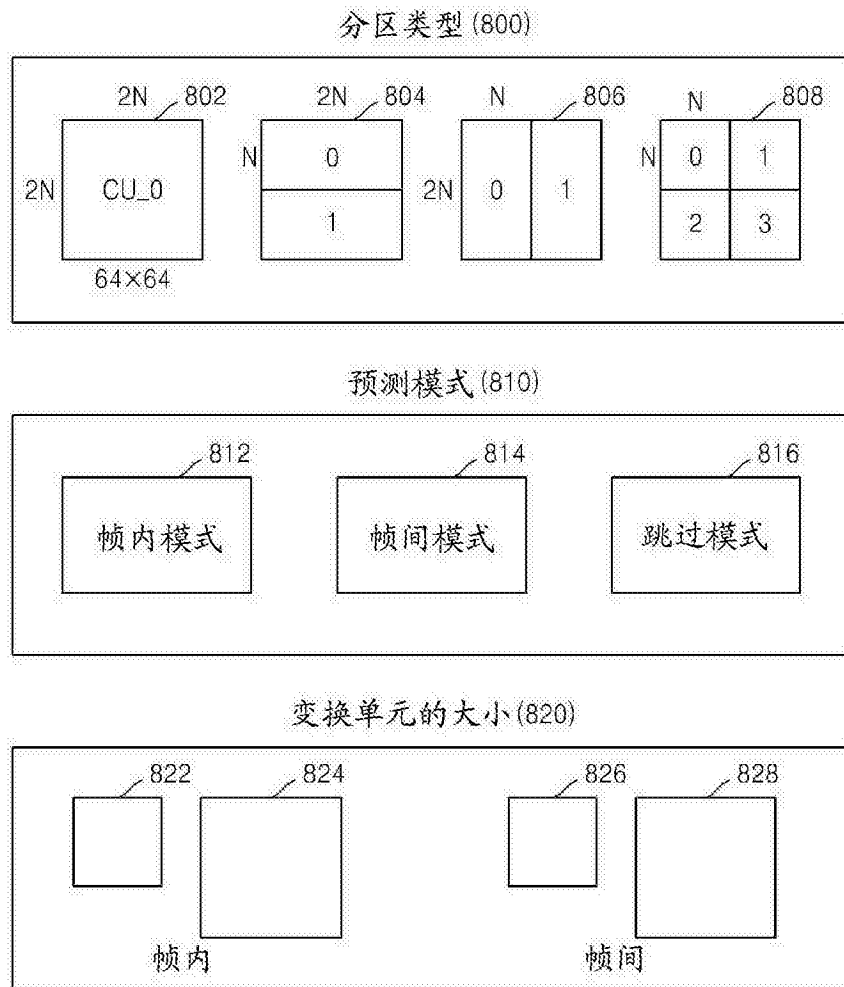 分区类型(800)
2N 802 2N 804 N 806 N 808
N 0 N 0 1
2N CU_0 2N 0 1
1 2 3
64×64
预测模式(810)
812 814 816
帧内模式 帧间模式 跳过模式
变换单元的大小(820)
822 824 826 828
帧内 帧间